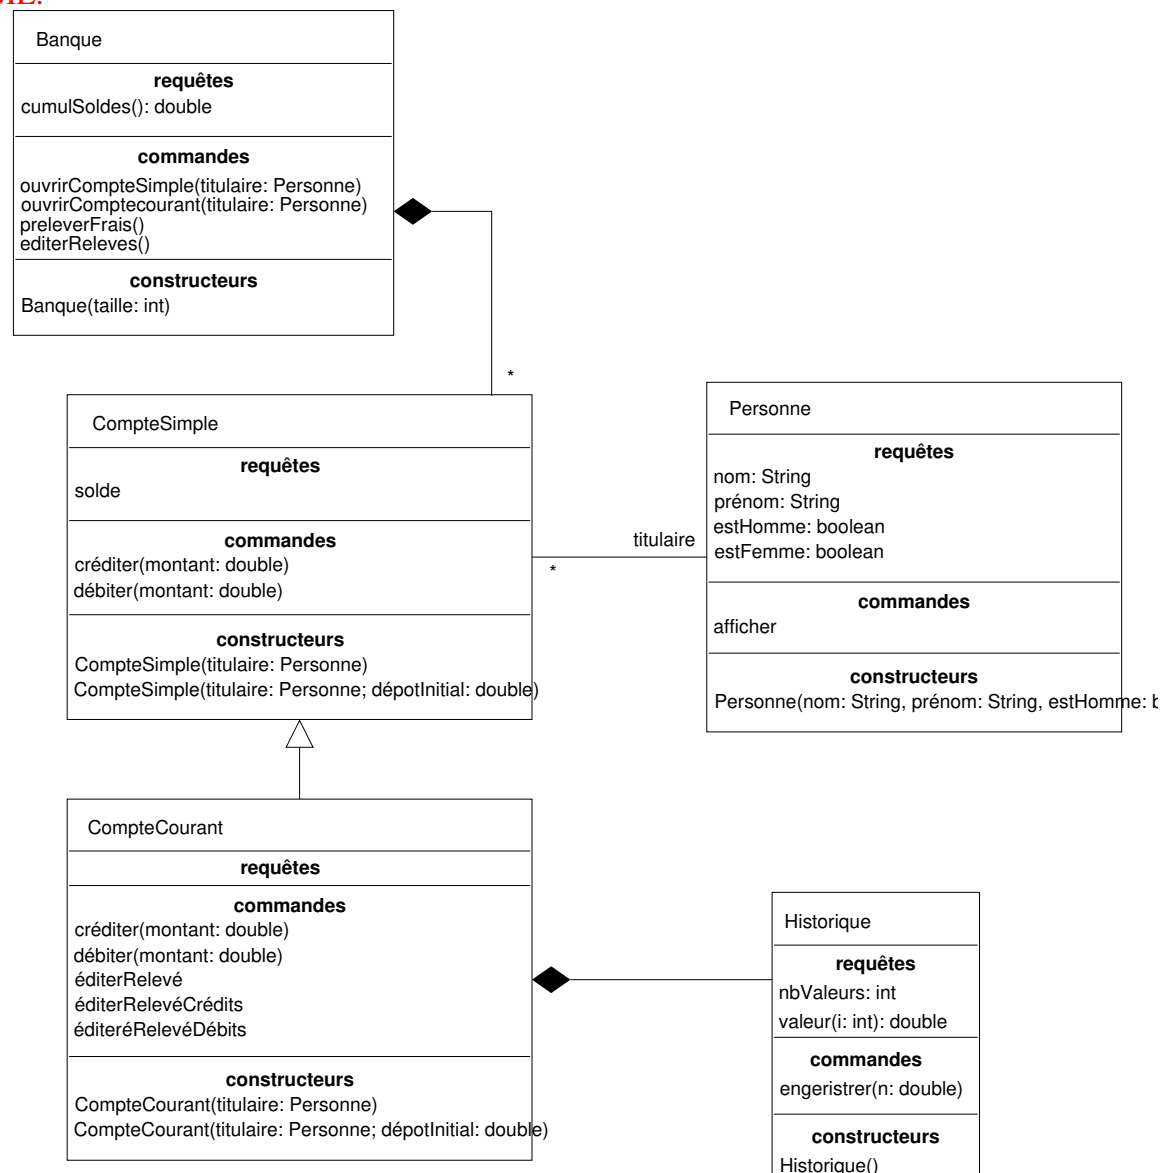 Banque
requêtes
cumulSoldes(): double
commandes
ouvrirCompteSimple(titulaire: Personne)
ouvrirComptecourant(titulaire: Personne)
preleverFrais()
editerReleves()
constructeurs
Banque(taille: int)
*
CompteSimple
requêtes
solde
commandes
créditer(montant: double)
débiter(montant: double)
constructeurs
CompteSimple(titulaire: Personne)
CompteSimple(titulaire: Personne; dépotInitial: double)
titulaire
*
Personne
requêtes
nom: String
prénom: String
estHomme: boolean
estFemme: boolean
commandes
afficher
constructeurs
Personne(nom: String, prénom: String, estHomme:
CompteCourant
requêtes
commandes
créditer(montant: double)
débiter(montant: double)
éditerRelevé
éditerRelevéCrédits
éditeréRelevéDébits
constructeurs
CompteCourant(titulaire: Personne)
CompteCourant(titulaire: Personne; dépotInitial: double)
Historique
requêtes
nbValeurs: int
valeur(i: int): double
commandes
engeristrer(n: double)
constructeurs
Historique()